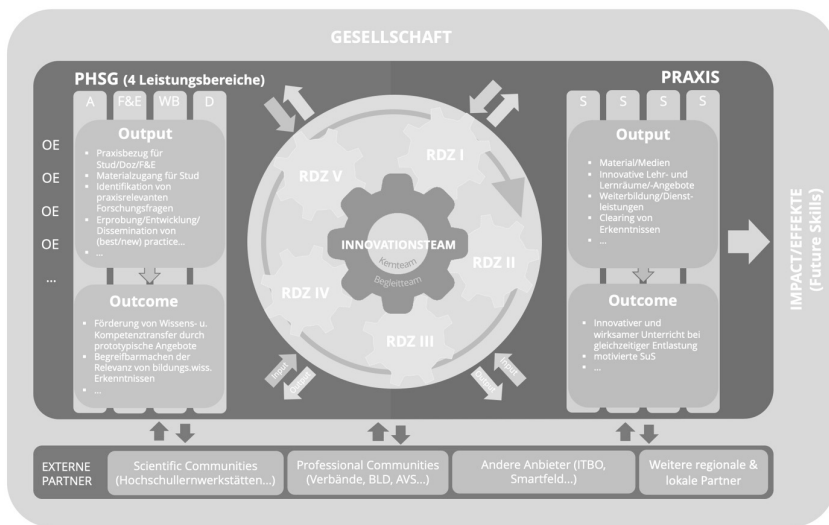 GESELLSCHAFT
PHSG (4 Leistungsbereiche)
A
F&E
WB
D
OE
OE
OE
OE
...
Output
• Praxisbezug für
Stud/Doz/F&E
• Materialzugang für Stud
• Identifikation von
praxisrelevanten
Forschungsfragen
• Erprobung/Entwicklung/
Dissemination von
(best/new) practice...
• ...
Outcome
• Förderung von Wissens- u.
Kompetenztransfer durch
prototypische Angebote
• Begreifbarmachen der
Relevanz von bildungs.wiss.
Erkenntnissen
• ...
RDZ I
RDZ II
RDZ III
RDZ IV
RDZ V
INNOVATIONSTEAM
Kernteam
Begleitteam
Input
Output
Input
Output
PRAXIS
S
S
S
S
Output
• Material/Medien
• Innovative Lehr- und
Lernräume/-Angebote
• Weiterbildung/Dienst-
leistungen
• Clearing von
Erkenntnissen
• ...
Outcome
• Innovativer und
wirksamer Unterricht bei
gleichzeitiger Entlastung
• motivierte SuS
• ...
IMPACT/EFFEKTE
(Future Skills)
EXTERNE
PARTNER
Scientific Communities
(Hochschullernwerkstätten...)
Professional Communities
(Verbände, BLD, AVS...)
Andere Anbieter (ITBO,
Smartfeld...)
Weitere regionale &
lokale Partner